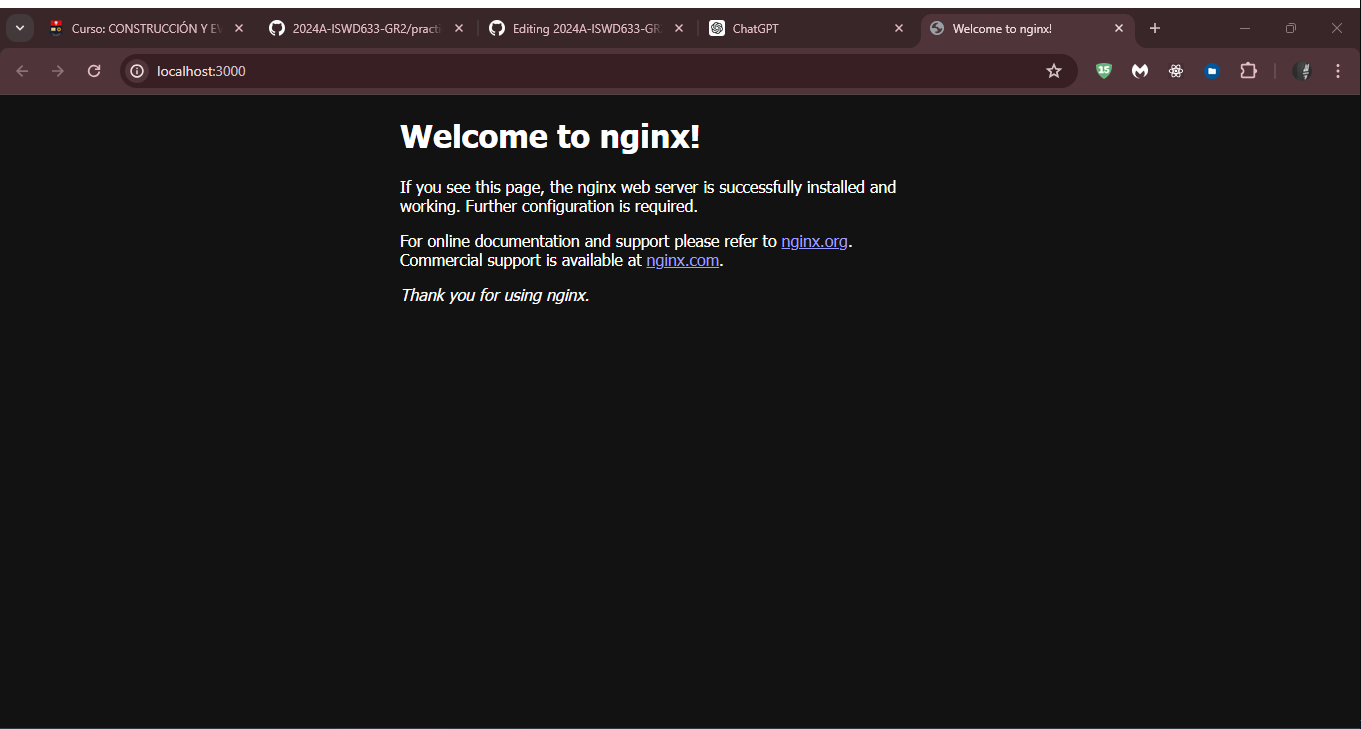 Curso: CONSTRUCCIÓN Y EV
2024A-ISWD633-GR2/practi
Editing 2024A-ISWD633-GR
ChatGPT
Welcome to nginx!
localhost:3000
15
Welcome to nginx!
If you see this page, the nginx web server is successfully installed and
working. Further configuration is required.
For online documentation and support please refer to nginx.org.
Commercial support is available at nginx.com.
Thank you for using nginx.